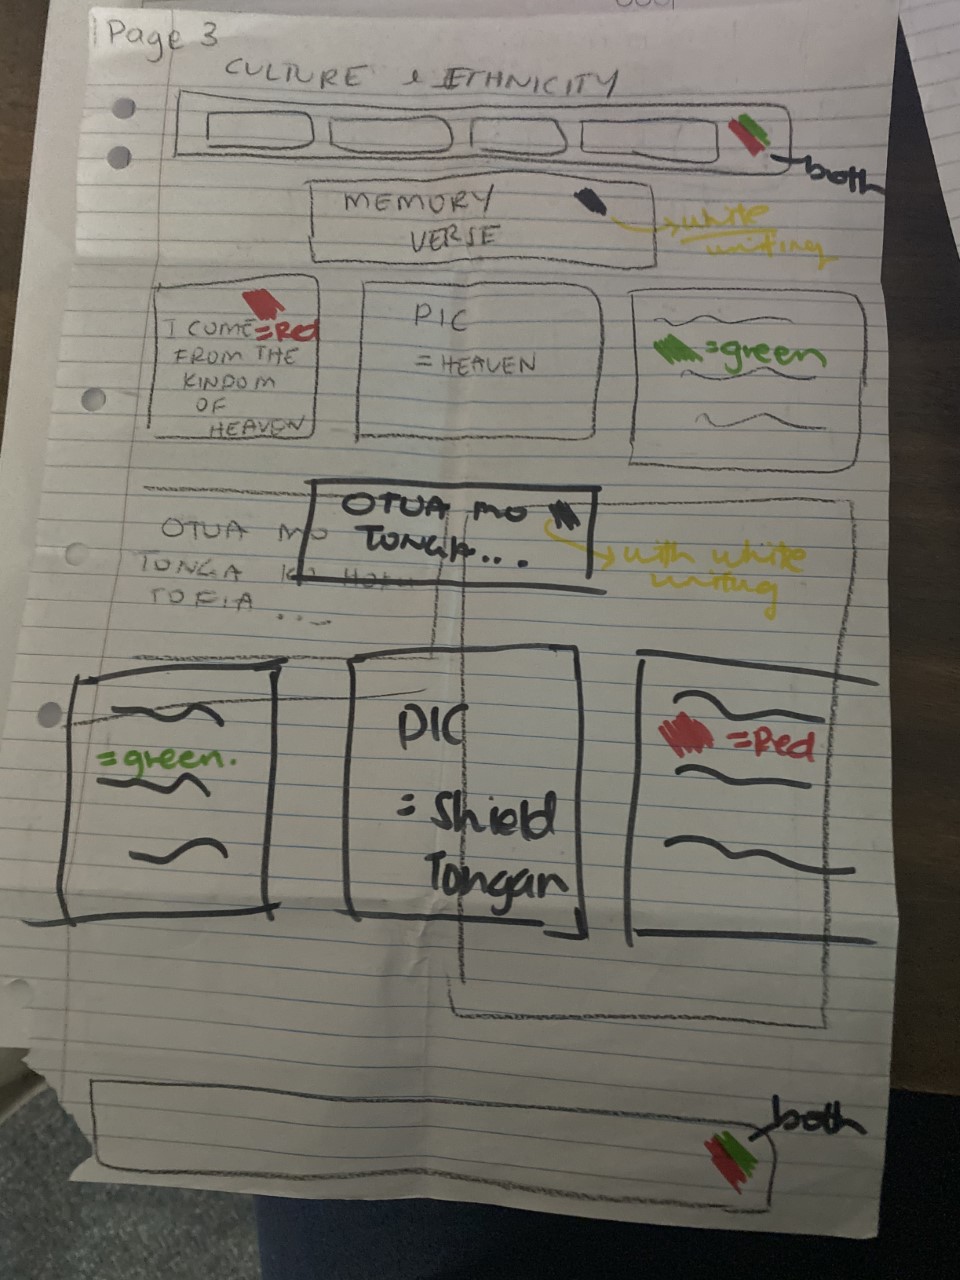 Page 3
CULTURE & ETHNICITY
both
MEMORY
VERSE
white
writing
I COME =Red
FROM THE
KINDOM
OF
HEAVEN
PIC
= HEAVEN
=green
OTUA MO
TONGA...
with white
writing
OTUA MO
TONGA KO HOKU
TOFIA
...
=green.
PIC
= Shield
Tongan
=Red
both